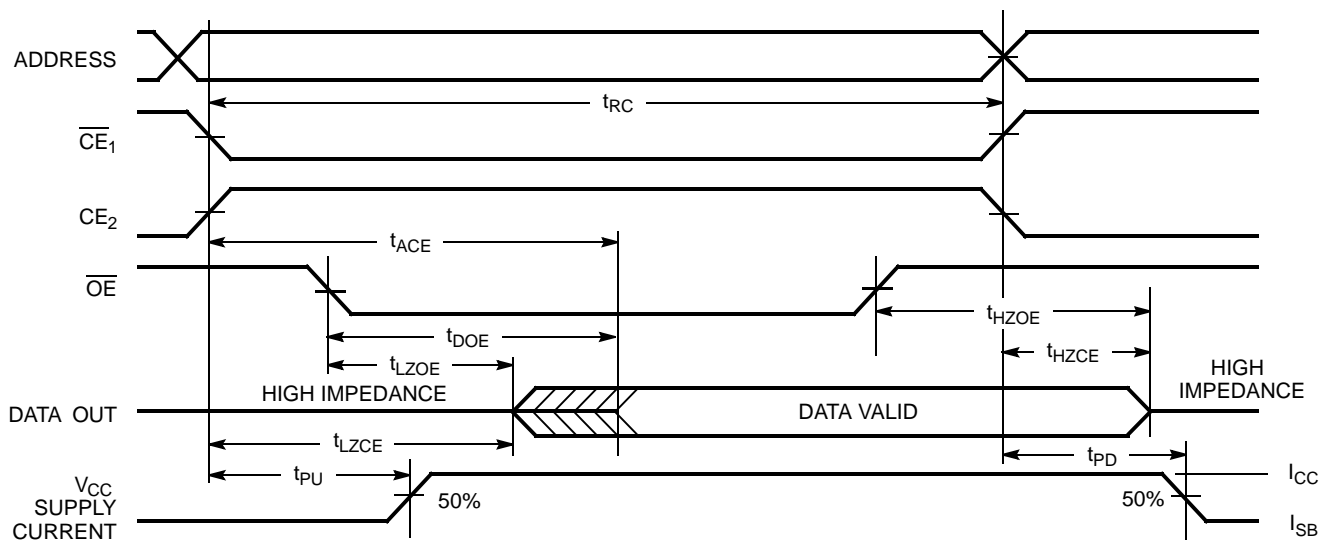 ADDRESS
tRC
CE1
CE2
tACE
OE
tHZOE
tDOE
tHZCE
tLZOE
HIGH IMPEDANCE
HIGH
IMPEDANCE
DATA OUT
DATA VALID
tLZCE
tPD
tPU
VCC
SUPPLY
CURRENT
50%
50%
ICC
ISB